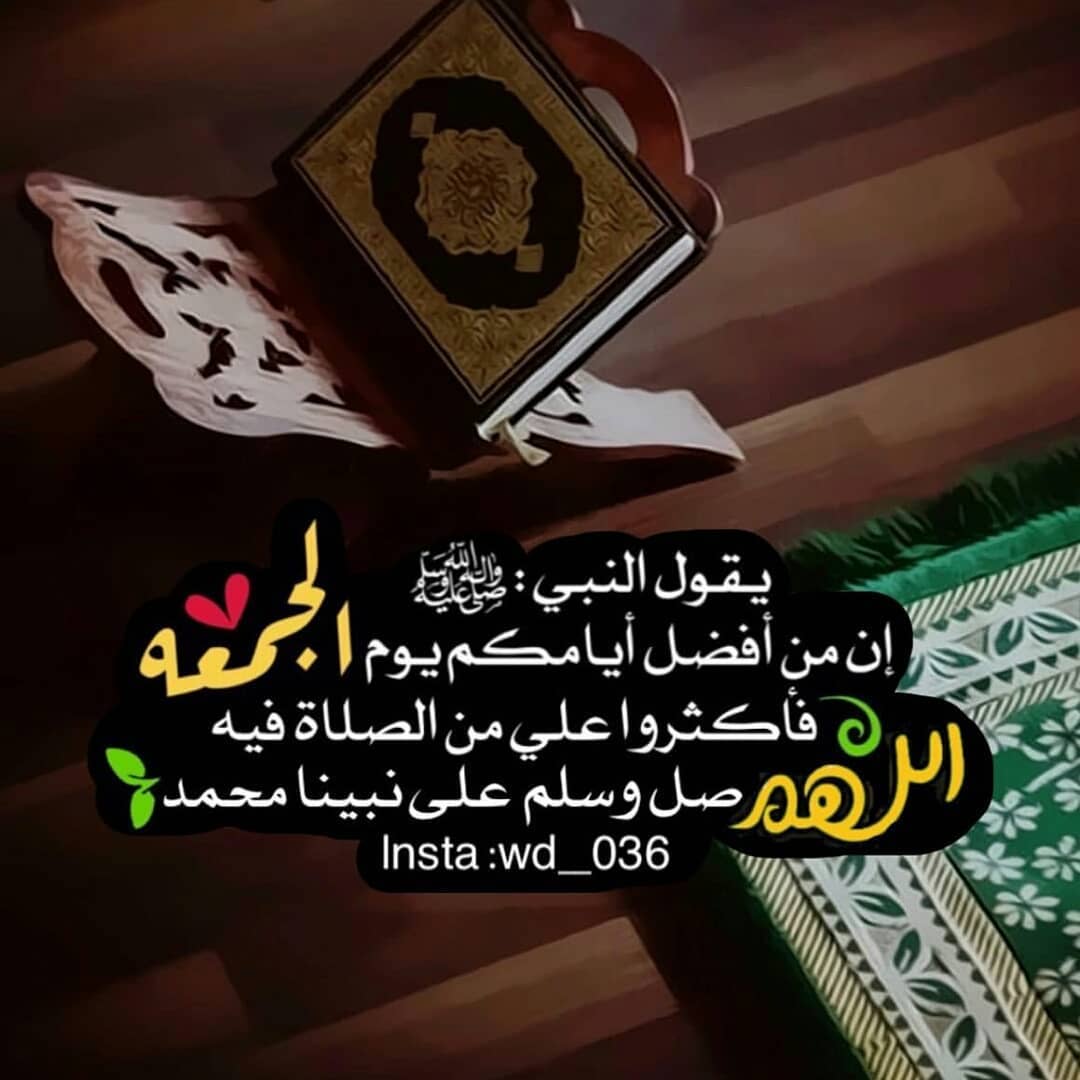 يقول النبي : ﷺ
إن من أفضل أيامكم يوم الجمعه
فأكثروا علي من الصلاة فيه
اللهم صل وسلم على نبينا محمد
Insta :wd__036